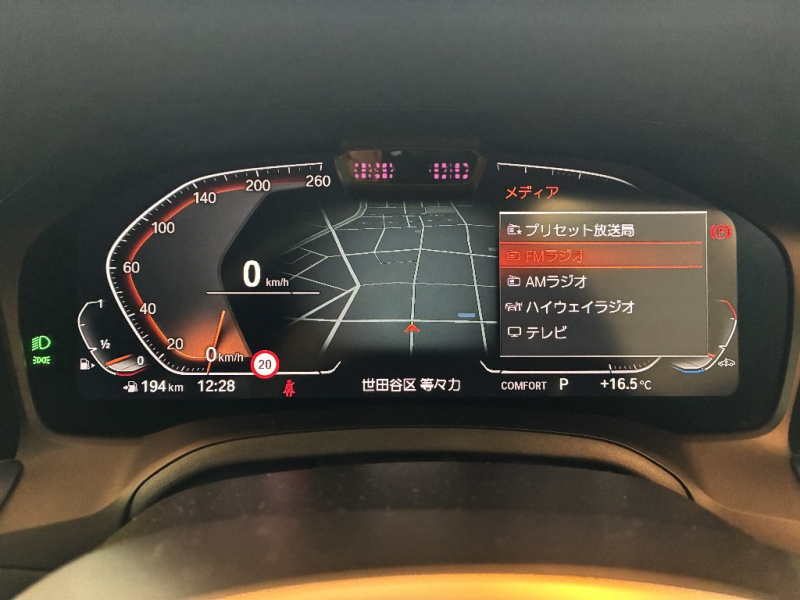 260
200
140
100
60
40
20
0
0 km/h
0 km/h
20
1
½
0
194 km
12:28
世田谷区 等々力
メディア
プリセット放送局
FMラジオ
AMラジオ
ハイウェイラジオ
テレビ
(P)
COMFORT P +16.5°C